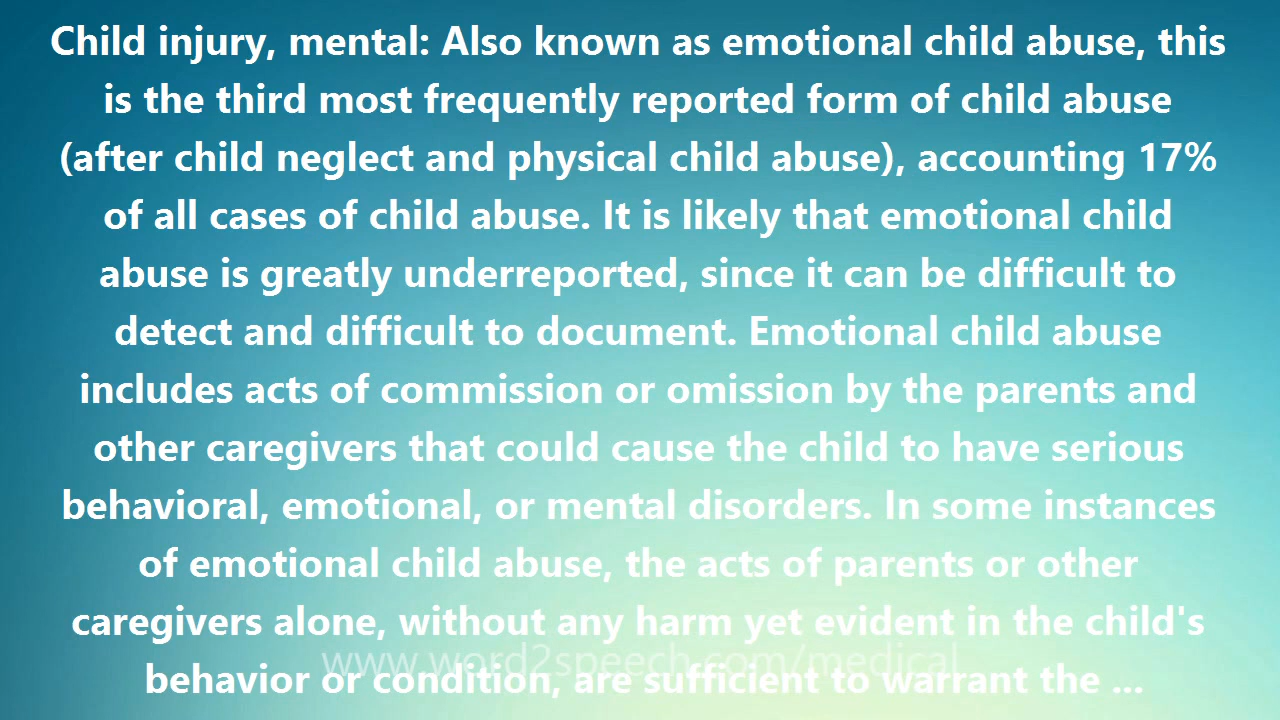 Child injury, mental: Also known as emotional child abuse, this
is the third most frequently reported form of child abuse
(after child neglect and physical child abuse), accounting 17%
of all cases of child abuse. It is likely that emotional child
abuse is greatly underreported, since it can be difficult to
detect and difficult to document. Emotional child abuse
includes acts of commission or omission by the parents and
other caregivers that could cause the child to have serious
behavioral, emotional, or mental disorders. In some instances
of emotional child abuse, the acts of parents or other
caregivers alone, without any harm yet evident in the child's
www.word2speech.com/medical
behavior or condition, are sufficient to warrant the ...